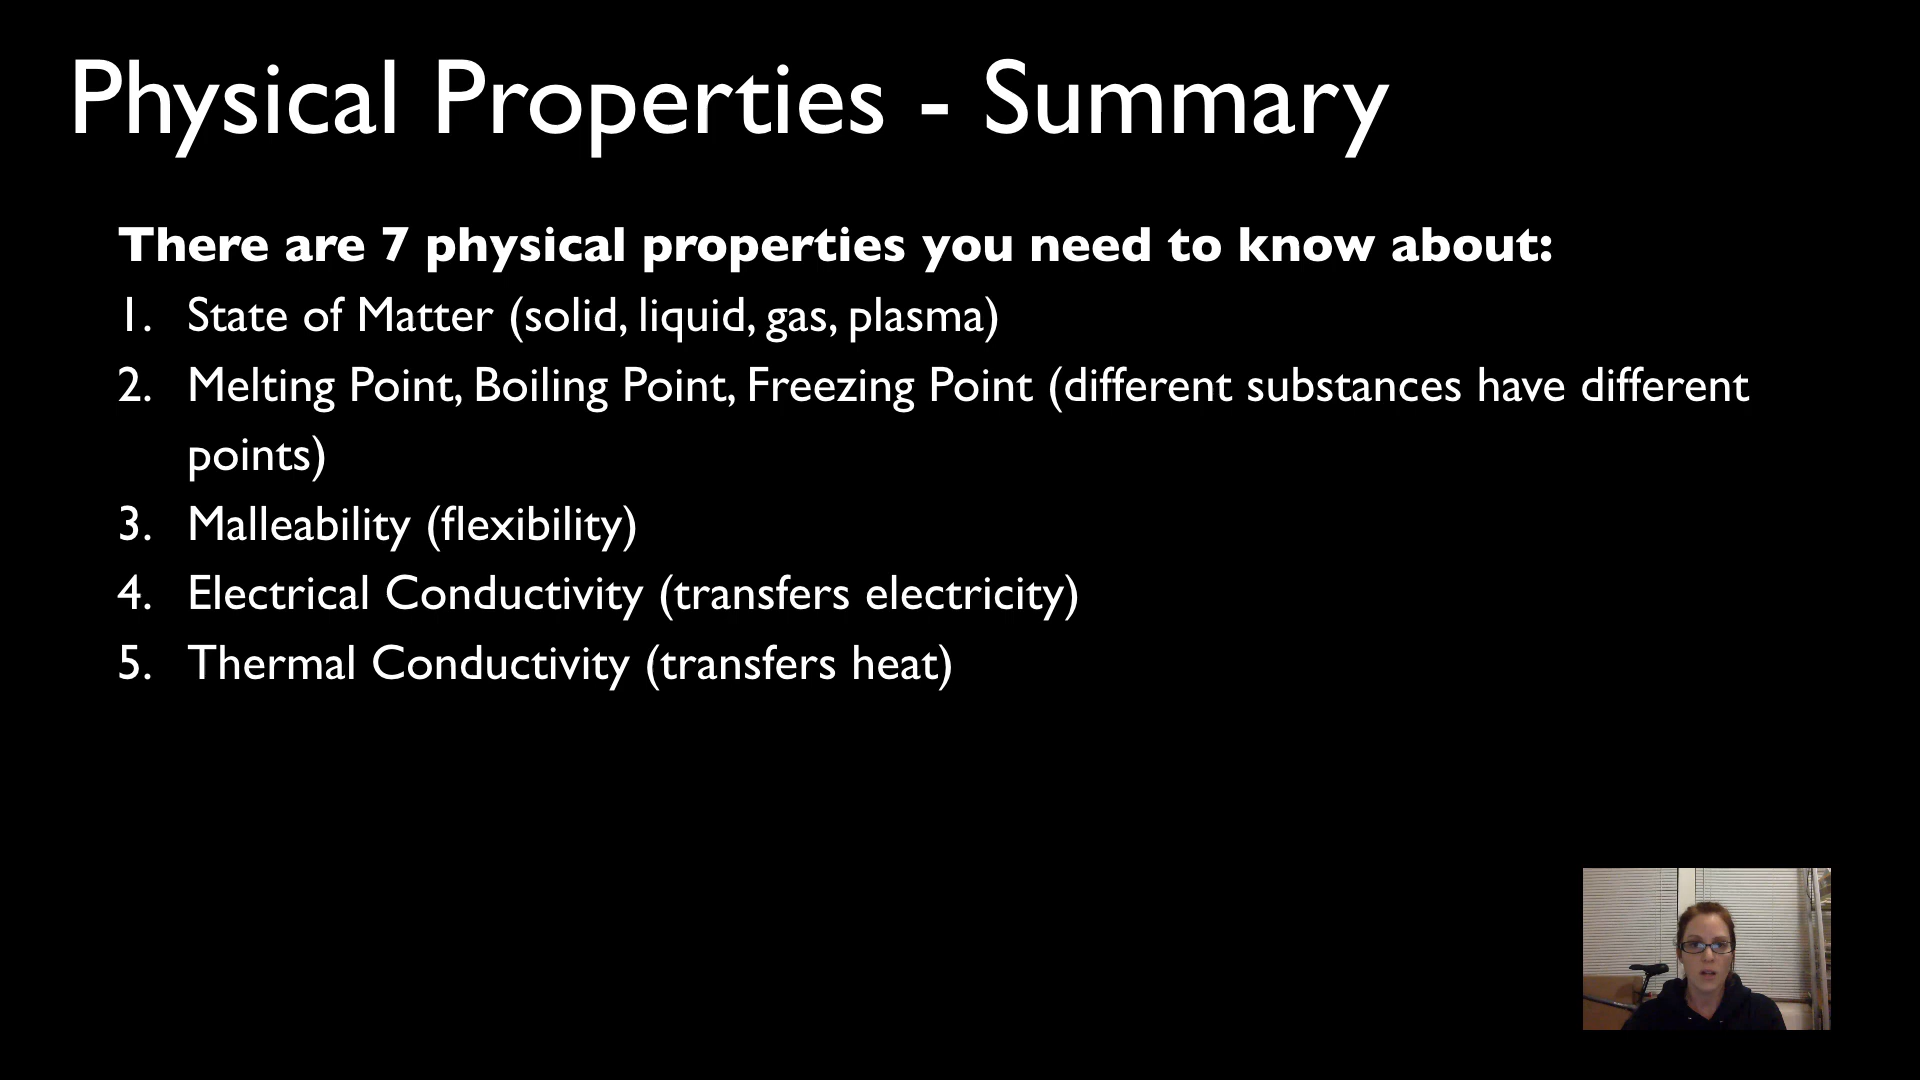 Physical Properties - Summary
There are 7 physical properties you need to know about:
1. State of Matter (solid, liquid, gas, plasma)
2. Melting Point, Boiling Point, Freezing Point (different substances have different
points)
3. Malleability (flexibility)
4. Electrical Conductivity (transfers electricity)
5. Thermal Conductivity (transfers heat)